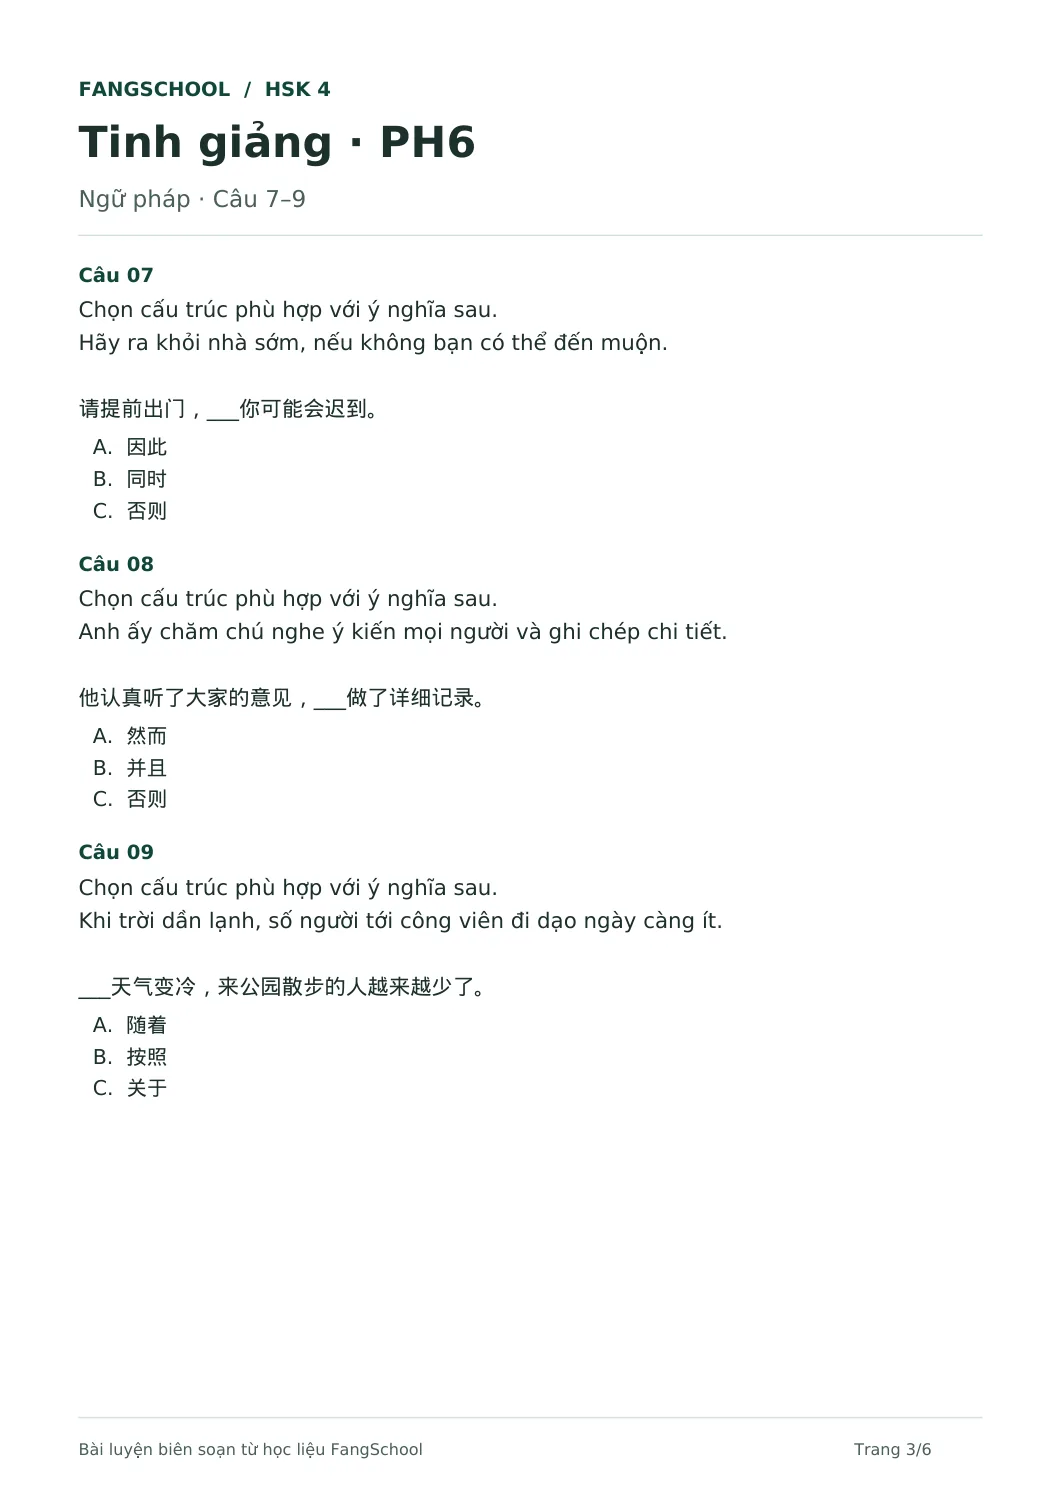 FANGSCHOOL / HSK 4
Tinh giảng · PH6
Ngữ pháp · Câu 7–9
Câu 07
Chọn cấu trúc phù hợp với ý nghĩa sau.
Hãy ra khỏi nhà sớm, nếu không bạn có thể đến muộn.
请提前出门，___你可能会迟到。
A. 因此
B. 同时
C. 否则
Câu 08
Chọn cấu trúc phù hợp với ý nghĩa sau.
Anh ấy chăm chú nghe ý kiến mọi người và ghi chép chi tiết.
他认真听了大家的意见，___做了详细记录。
A. 然而
B. 并且
C. 否则
Câu 09
Chọn cấu trúc phù hợp với ý nghĩa sau.
Khi trời dần lạnh, số người tới công viên đi dạo ngày càng ít.
___天气变冷，来公园散步的人越来越少了。
A. 随着
B. 按照
C. 关于
Bài luyện biên soạn từ học liệu FangSchool
Trang 3/6